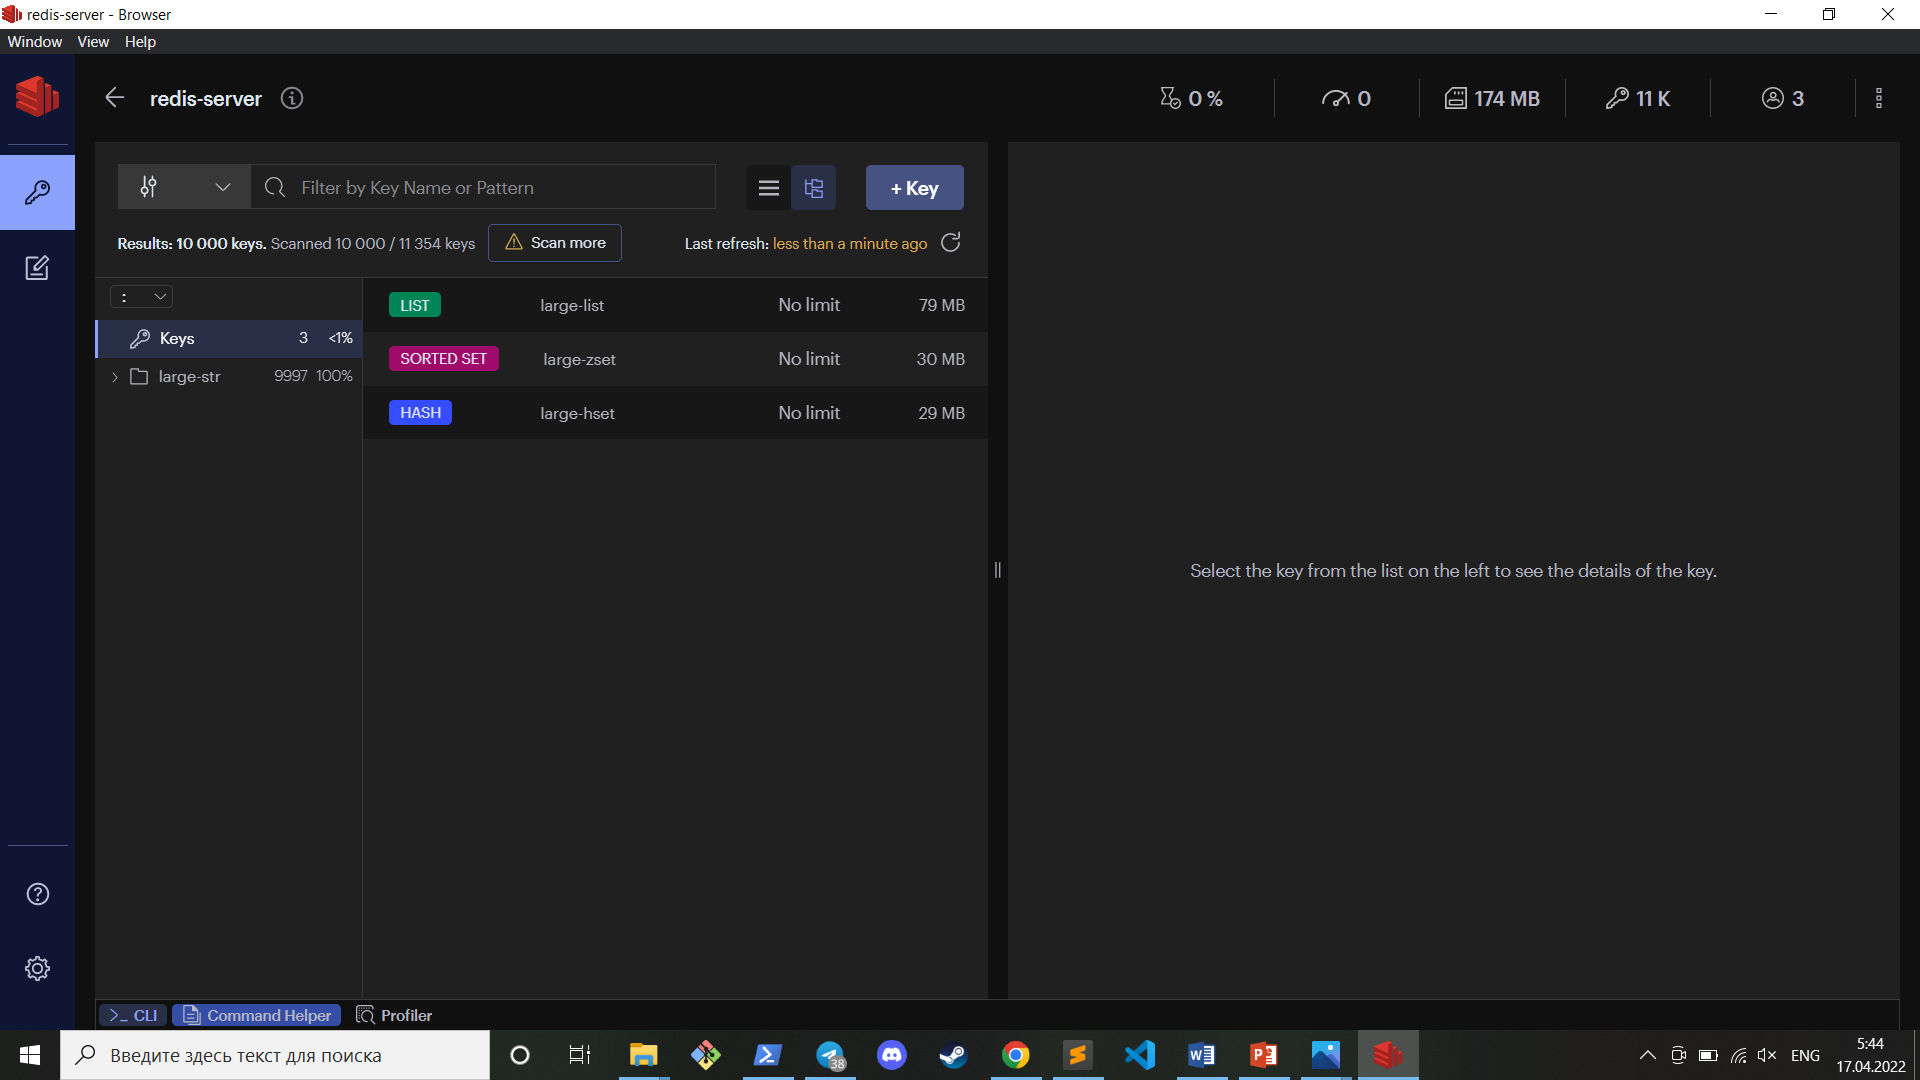 redis-server - Browser
Window View Help
redis-server
0 %
0
174 MB
11 K
3
Filter by Key Name or Pattern
+ Key
Results: 10 000 keys. Scanned 10 000 / 11 354 keys
Scan more
Last refresh: less than a minute ago
:
Keys 3 <1%
large-str 9997 100%
LIST large-list No limit 79 MB
SORTED SET large-zset No limit 30 MB
HASH large-hset No limit 29 MB
Select the key from the list on the left to see the details of the key.
>_ CLI
Command Helper
Profiler
Введите здесь текст для поиска
38
ENG
5:44
17.04.2022